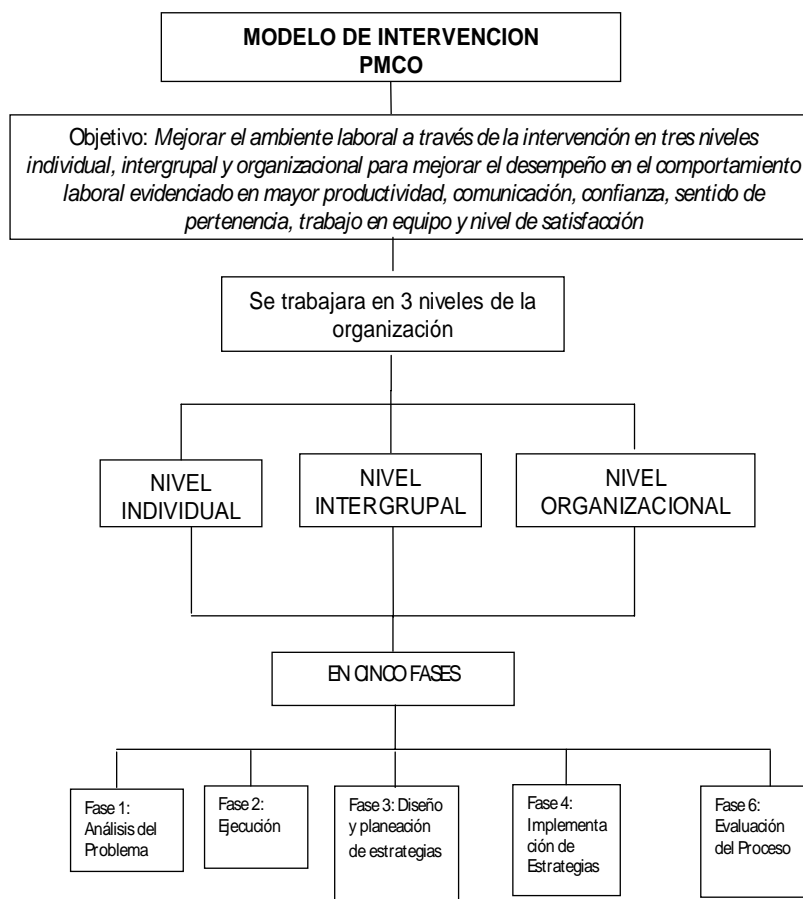 MODELO DE INTERVENCION
PMCO
Objetivo: Mejorar el ambiente laboral a través de la intervención en tres niveles
individual, intergrupal y organizacional para mejorar el desempeño en el comportamiento
laboral evidenciado en mayor productividad, comunicación, confianza, sentido de
pertenencia, trabajo en equipo y nivel de satisfacción
Se trabajara en 3 niveles de la
organización
NIVEL
INDIVIDUAL
NIVEL
INTERGRUPAL
NIVEL
ORGANIZACIONAL
EN CINCO FASES
Fase 1:
Análisis del
Problema
Fase 2:
Ejecución
Fase 3: Diseño
y planeación
de estrategias
Fase 4:
Implementa
ción de
Estrategias
Fase 6:
Evaluación
del Proceso